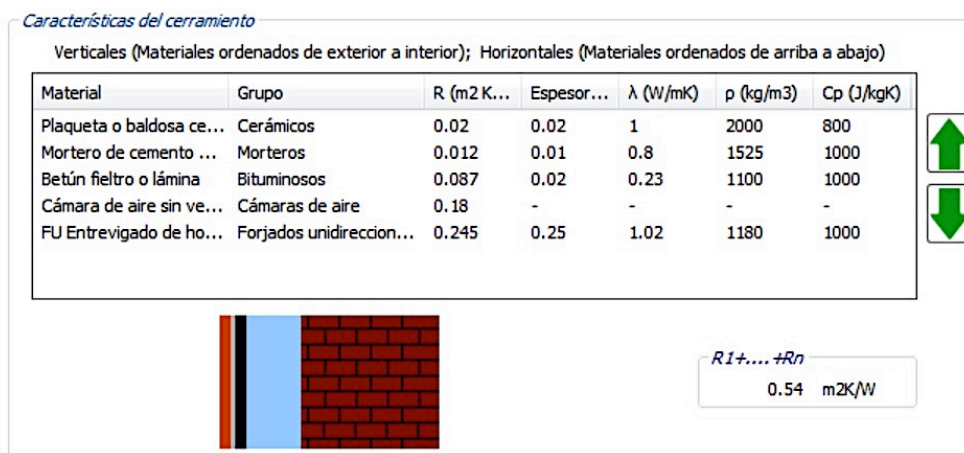 Características del cerramiento
Verticales (Materiales ordenados de exterior a interior); Horizontales (Materiales ordenados de arriba a abajo)
Material Grupo R (m2 K... Espesor... λ (W/mK) ρ (kg/m3) Cp (J/kgK)
Plaqueta o baldosa ce... Cerámicos 0.02 0.02 1 2000 800
Mortero de cemento ... Morteros 0.012 0.01 0.8 1525 1000
Betún fieltro o lámina Bituminosos 0.087 0.02 0.23 1100 1000
Cámara de aire sin ve... Cámaras de aire 0.18 - - - -
FU Entrevigado de ho... Forjados unidireccion... 0.245 0.25 1.02 1180 1000
R1+.... +Rn
0.54 m2K/W